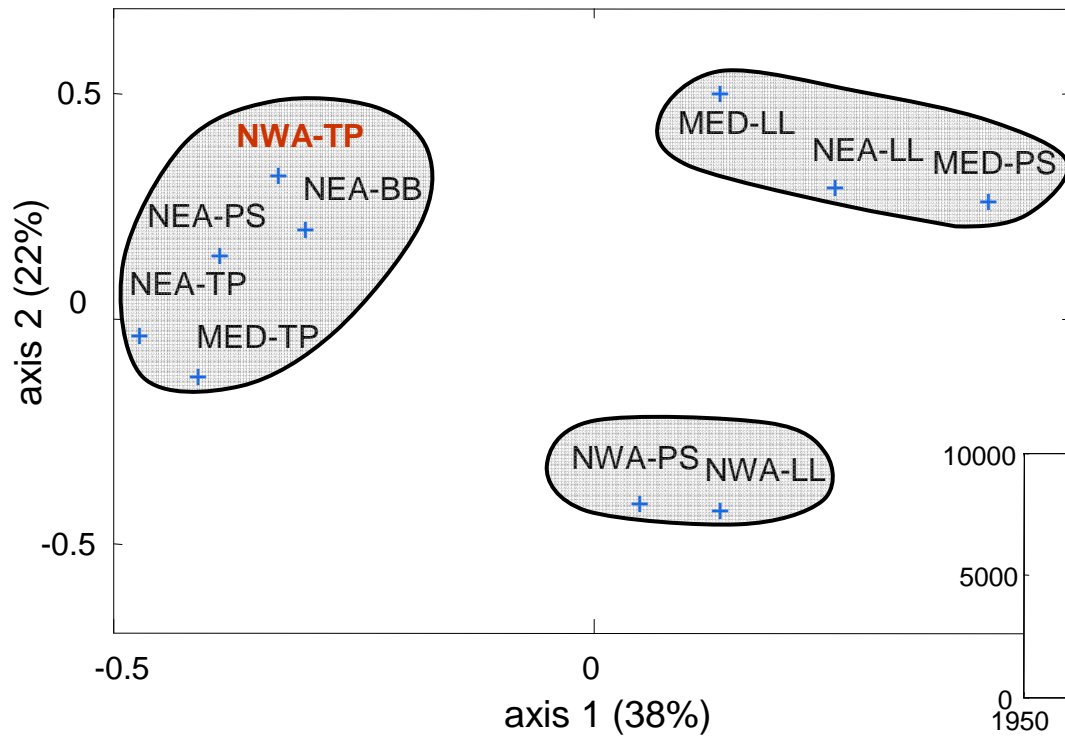 0.5
MED-LL
NWA-TP
NEA-LL
MED-PS
NEA-BB
NEA-PS
NEA-TP
0
MED-TP
axis 2 (22%)
NWA-PS
NWA-LL
10000
-0.5
5000
-0.5
0
0
axis 1 (38%)
1950